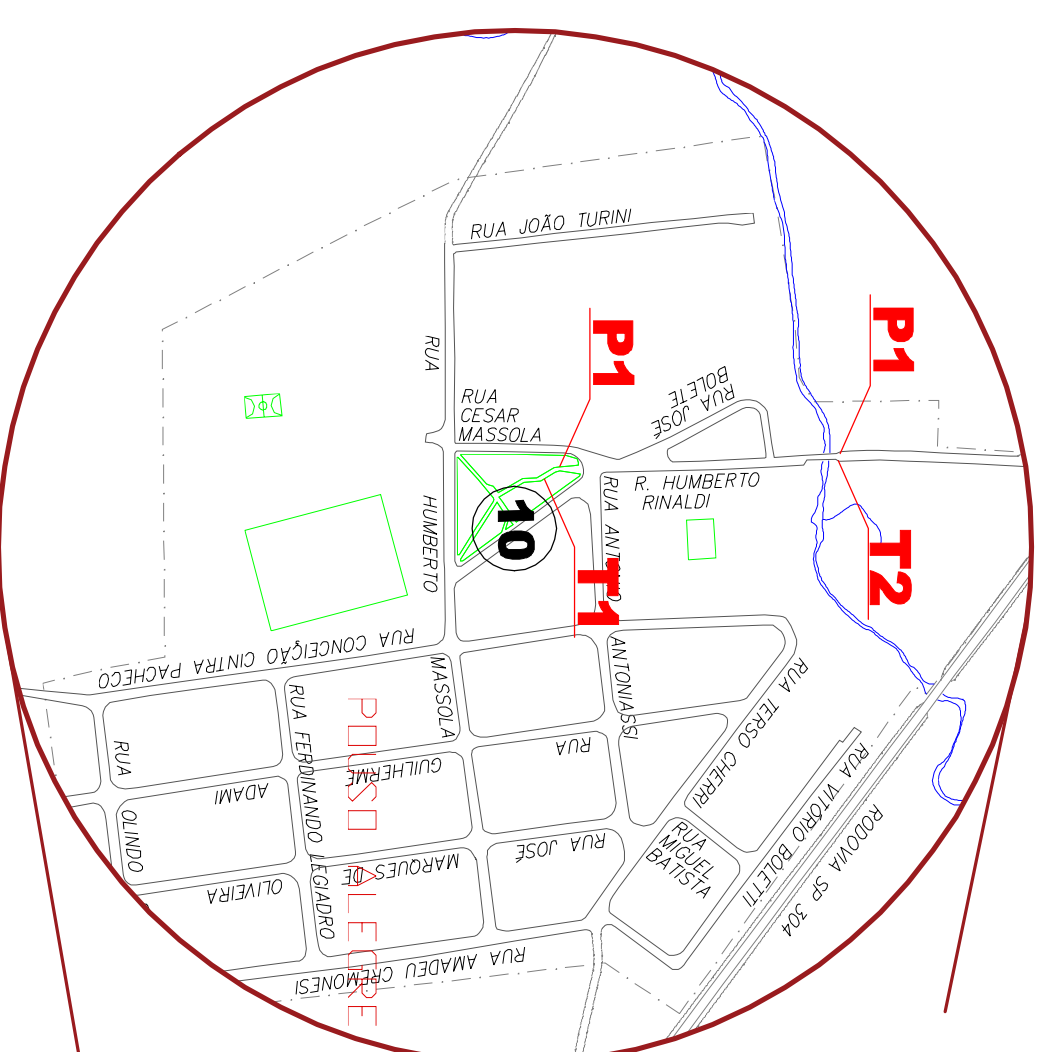 RUA JOÃO TURINI
RUA
P1
P1
RUA JOSÉ
BOLETE
RUA
CESAR
MASSOLA
R. HUMBERTO
RINALDI
HUMBERTO
10
RUA ANTONIO
T1
T2
RUA CONCEIÇÃO CINTRA PACHECO
MASSOLA
ANTONIASSI
RUA TERSO CHERRI
RUA FERDINANDO LEGIADRO
POUSO ALEGRE
RUA
GUILHERME
ADAMI
RUA
OLINDO
RUA VITÓRIO BOLETTI
RODOVIA SP 304
RUA
MIGUEL
BATISTA
RUA JOSÉ
MARQUES DE
OLIVEIRA
RUA AMADEU CREMONESI